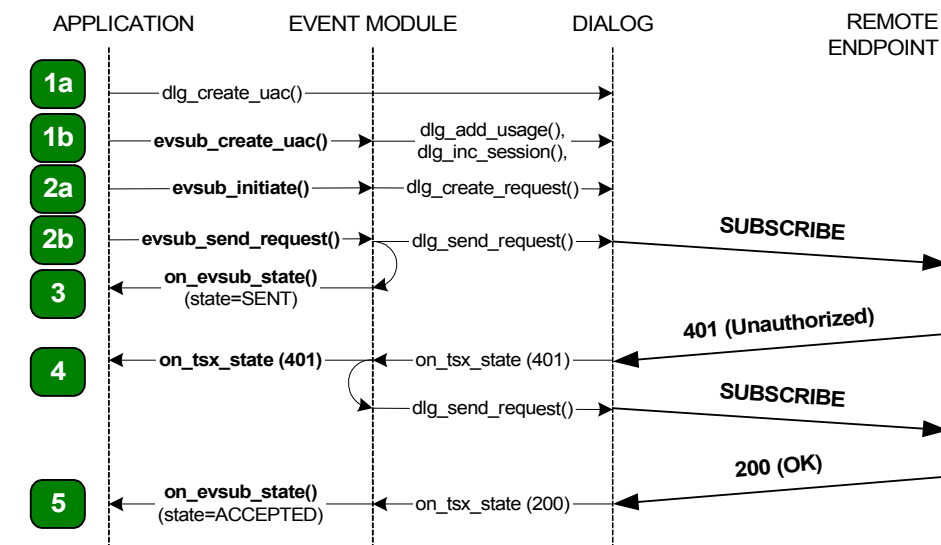 APPLICATION EVENT MODULE DIALOG REMOTE
ENDPOINT
1a dlg_create_uac()
1b evsub_create_uac() dlg_add_usage(),
dlg_inc_session(),
2a evsub_initiate() dlg_create_request()
2b evsub_send_request() dlg_send_request() SUBSCRIBE
3 on_evsub_state()
(state=SENT)
401 (Unauthorized)
4 on_tsx_state (401) on_tsx_state (401)
dlg_send_request() SUBSCRIBE
200 (OK)
5 on_evsub_state() on_tsx_state (200)
(state=ACCEPTED)